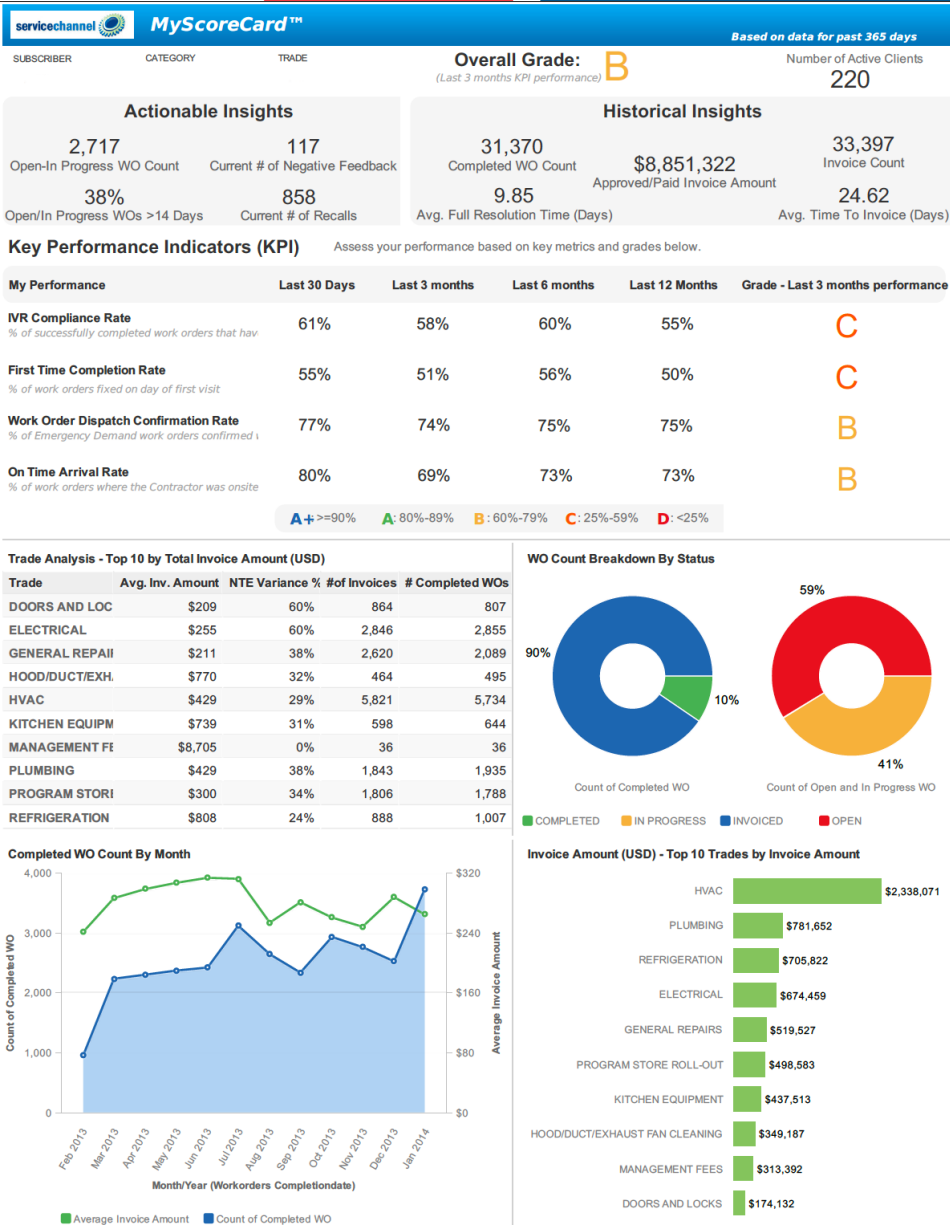 servicechannel
MyScoreCard™
Based on data for past 365 days
SUBSCRIBER CATEGORY TRADE
Overall Grade: B
(Last 3 months KPI performance)
Number of Active Clients
220
Actionable Insights
2,717 117
Open-In Progress WO Count Current # of Negative Feedback
38% 858
Open/In Progress WOs >14 Days Current # of Recalls
Historical Insights
31,370 $8,851,322 33,397
Completed WO Count Approved/Paid Invoice Amount Invoice Count
9.85 24.62
Avg. Full Resolution Time (Days) Avg. Time To Invoice (Days)
Key Performance Indicators (KPI) Assess your performance based on key metrics and grades below.
My Performance Last 30 Days Last 3 months Last 6 months Last 12 Months Grade - Last 3 months performance
IVR Compliance Rate 61% 58% 60% 55% C
% of successfully completed work orders that hav
First Time Completion Rate 55% 51% 56% 50% C
% of work orders fixed on day of first visit
Work Order Dispatch Confirmation Rate 77% 74% 75% 75% B
% of Emergency Demand work orders confirmed
On Time Arrival Rate 80% 69% 73% 73% B
% of work orders where the Contractor was onsite
A+ >=90% A: 80%-89% B: 60%-79% C: 25%-59% D: <25%
Trade Analysis - Top 10 by Total Invoice Amount (USD)
Trade Avg. Inv. Amount NTE Variance % #of Invoices # Completed WOs
DOORS AND LOC $209 60% 864 807
ELECTRICAL $255 60% 2,846 2,855
GENERAL REPAIR $211 38% 2,620 2,089
HOOD/DUCT/EXH $770 32% 464 495
HVAC $429 29% 5,821 5,734
KITCHEN EQUIPM $739 31% 598 644
MANAGEMENT FE $8,705 0% 36 36
PLUMBING $429 38% 1,843 1,935
PROGRAM STORE $300 34% 1,806 1,788
REFRIGERATION $808 24% 888 1,007
WO Count Breakdown By Status
90%
10%
Count of Completed WO
59%
41%
Count of Open and In Progress WO
COMPLETED IN PROGRESS INVOICED OPEN
Completed WO Count By Month
Count of Completed WO
4,000
3,000
2,000
1,000
0
$320
$240
$160
$80
$0
Average Invoice Amount
Feb 2013
Mar 2013
Apr 2013
May 2013
Jun 2013
Jul 2013
Aug 2013
Sep 2013
Oct 2013
Nov 2013
Dec 2013
Jan 2014
Month/Year (Workorders Completiondate)
Average Invoice Amount Count of Completed WO
Invoice Amount (USD) - Top 10 Trades by Invoice Amount
HVAC $2,338,071
PLUMBING $781,652
REFRIGERATION $705,822
ELECTRICAL $674,459
GENERAL REPAIRS $519,527
PROGRAM STORE ROLL-OUT $498,583
KITCHEN EQUIPMENT $437,513
HOOD/DUCT/EXHAUST FAN CLEANING $349,187
MANAGEMENT FEES $313,392
DOORS AND LOCKS $174,132